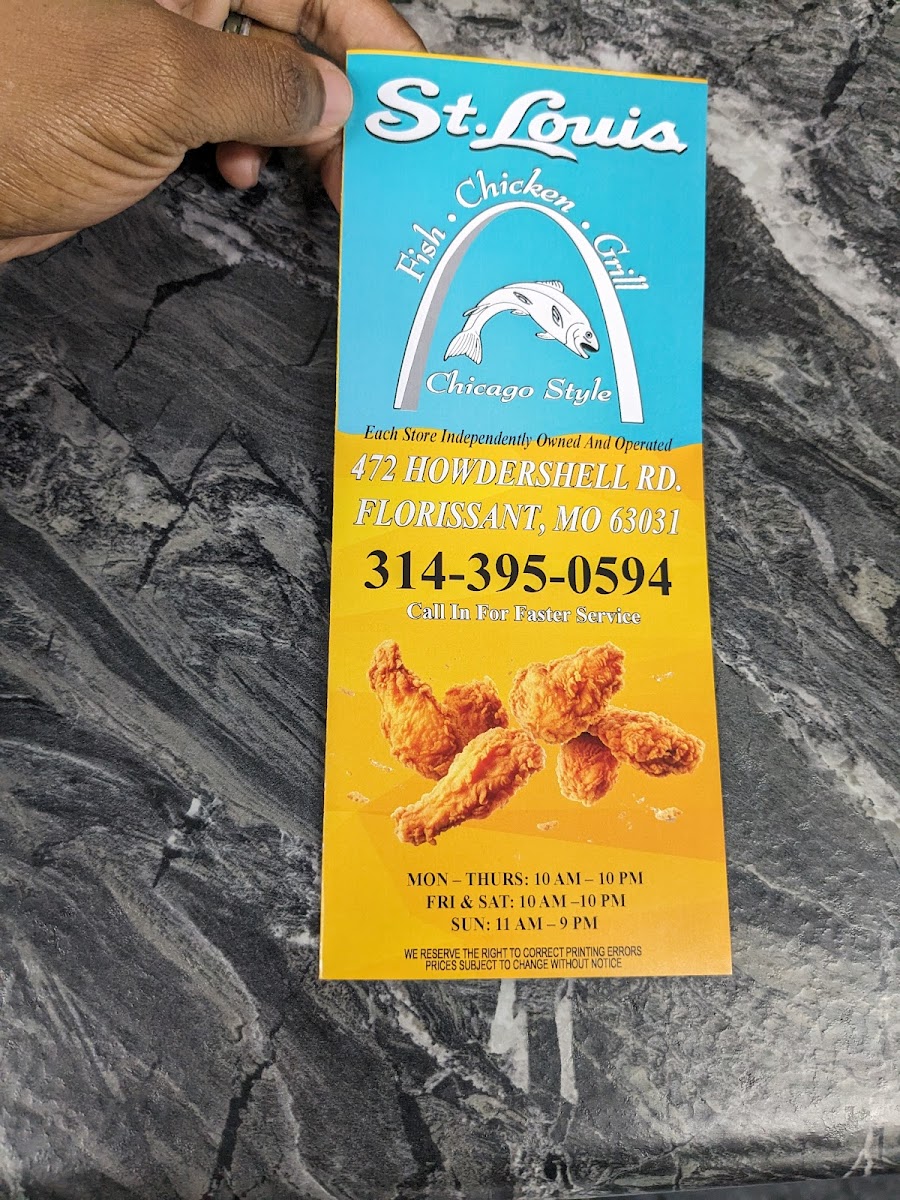 St. Louis
Fish • Chicken • Grill
Chicago Style
Each Store Independently Owned And Operated
472 HOWDERSHELL RD.
FLORISSANT, MO 63031
314-395-0594
Call In For Faster Service
MON – THURS: 10 AM – 10 PM
FRI & SAT: 10 AM –10 PM
SUN: 11 AM – 9 PM
WE RESERVE THE RIGHT TO CORRECT PRINTING ERRORS
PRICES SUBJECT TO CHANGE WITHOUT NOTICE